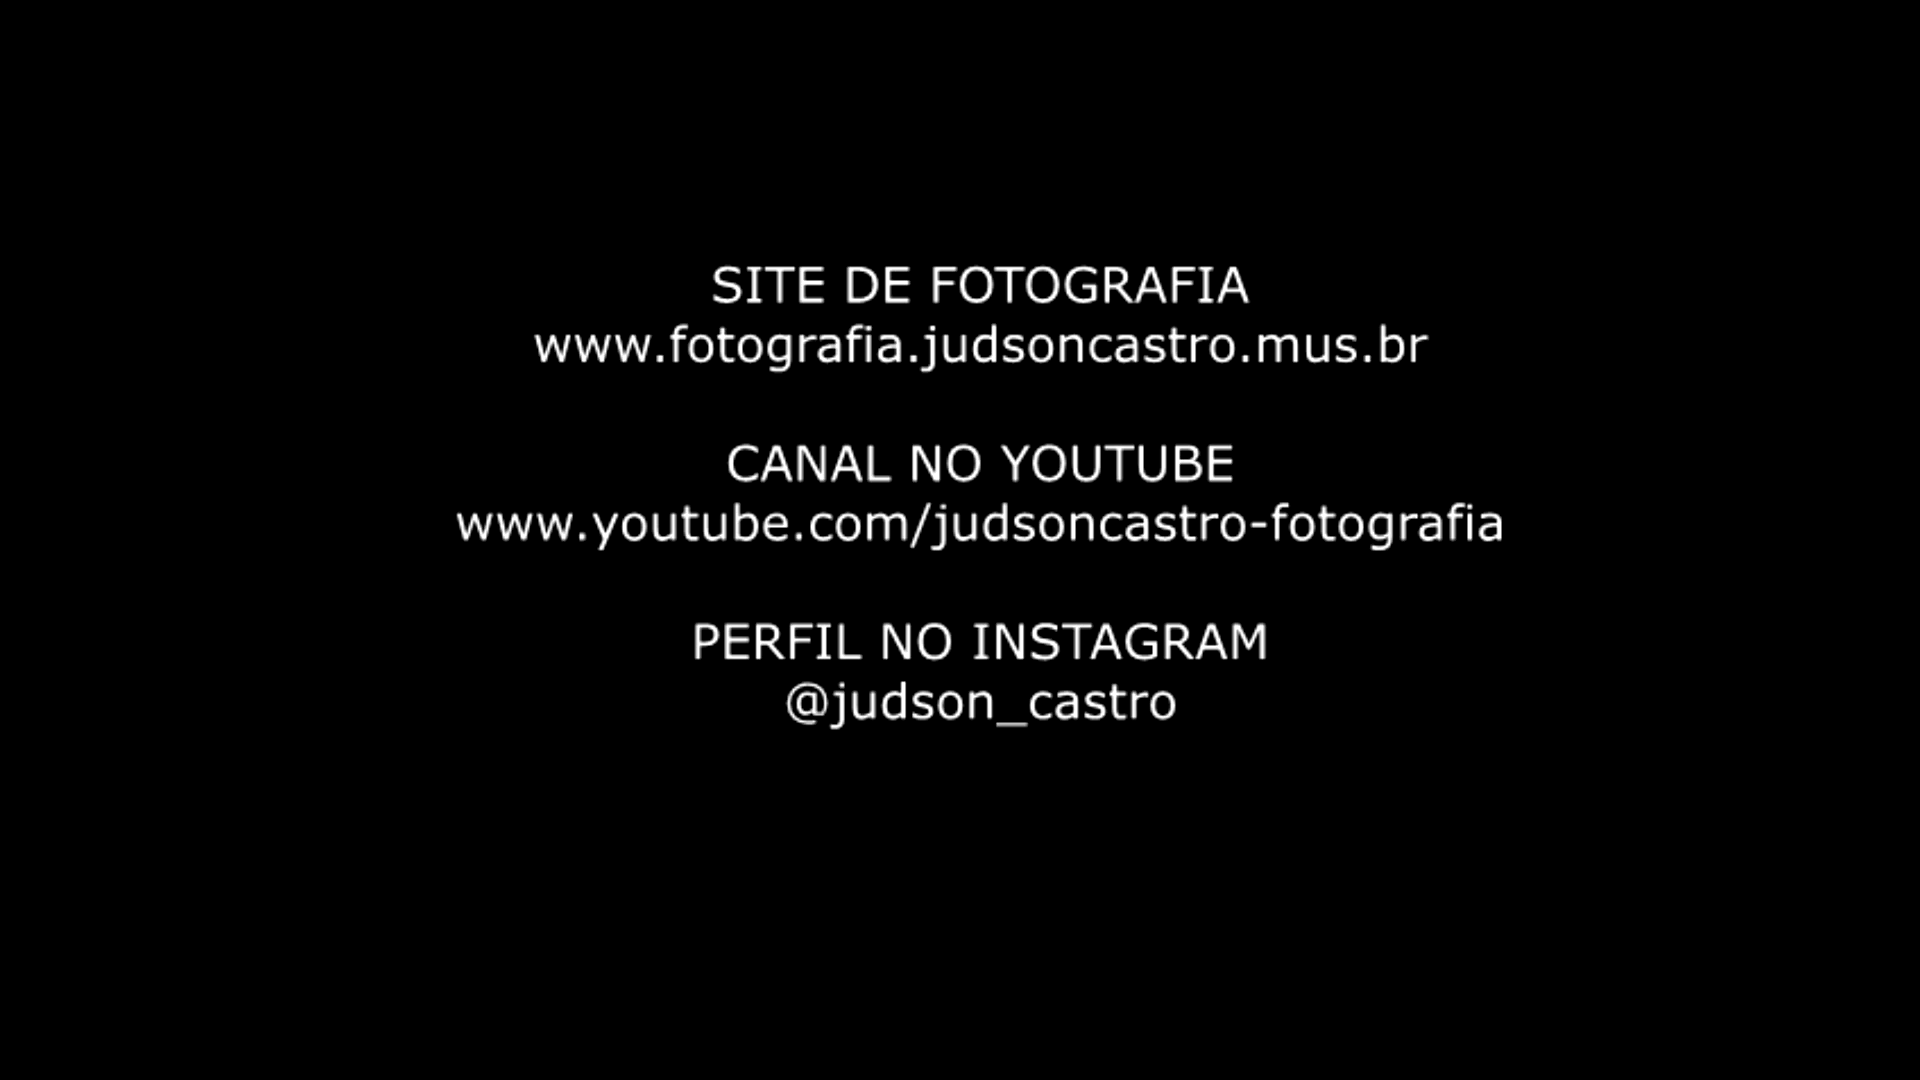 SITE DE FOTOGRAFIA
www.fotografia.judsoncastro.mus.br
CANAL NO YOUTUBE
www.youtube.com/judsoncastro-fotografia
PERFIL NO INSTAGRAM
@judson_castro